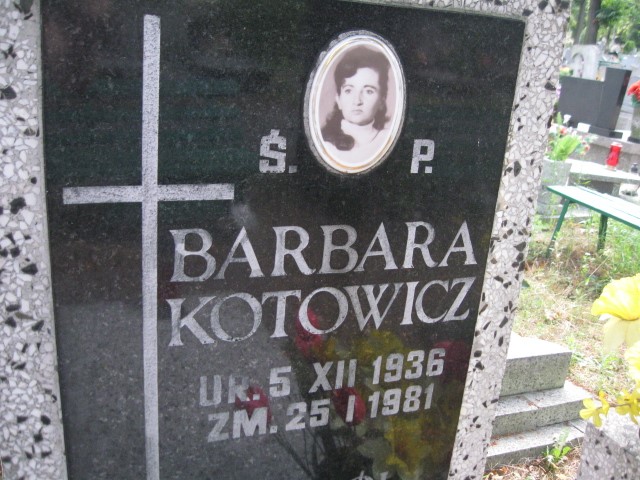 Ś. P.
BARBARA
KOTOWICZ
UR. 5 XII 1936
ZM. 25 I 1981